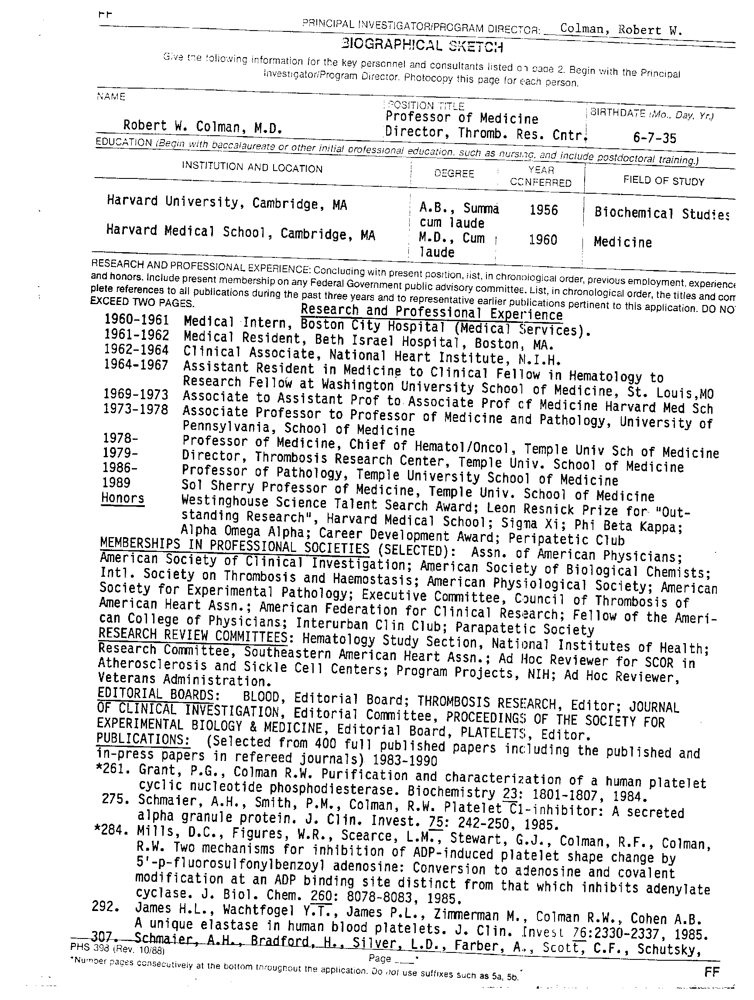 FF
PRINCIPAL INVESTIGATOR/PROGRAM DIRECTOR: Colman, Robert W.
BIOGRAPHICAL SKETCH
Give the following information for the key personnel and consultants listed on page 2. Begin with the Principal
Investigator/Program Director. Photocopy this page for each person.
NAME
POSITION TITLE
BIRTHDATE (Mo., Day, Yr.)
Robert W. Colman, M.D.
Professor of Medicine
Director, Thromb. Res. Cntr.
6-7-35
EDUCATION (Begin with baccalaureate or other initial professional education, such as nursing, and include postdoctoral training.)
INSTITUTION AND LOCATION
DEGREE
YEAR
CONFERRED
FIELD OF STUDY
Harvard University, Cambridge, MA
A.B., Summa
cum laude
1956
Biochemical Studies
Harvard Medical School, Cambridge, MA
M.D., Cum
laude
1960
Medicine
RESEARCH AND PROFESSIONAL EXPERIENCE: Concluding with present position, list, in chronological order, previous employment, experience
and honors. Include present membership on any Federal Government public advisory committee. List, in chronological order, the titles and com
plete references to all publications during the past three years and to representative earlier publications pertinent to this application. DO NO
EXCEED TWO PAGES.
Research and Professional Experience
1960-1961 Medical Intern, Boston City Hospital (Medical Services).
1961-1962 Medical Resident, Beth Israel Hospital, Boston, MA.
1962-1964 Clinical Associate, National Heart Institute, N.I.H.
1964-1967 Assistant Resident in Medicine to Clinical Fellow in Hematology to
Research Fellow at Washington University School of Medicine, St. Louis,MO
1969-1973 Associate to Assistant Prof to Associate Prof of Medicine Harvard Med Sch
1973-1978 Associate Professor to Professor of Medicine and Pathology, University of
Pennsylvania, School of Medicine
1978- Professor of Medicine, Chief of Hematol/Oncol, Temple Univ Sch of Medicine
1979- Director, Thrombosis Research Center, Temple Univ. School of Medicine
1986- Professor of Pathology, Temple University School of Medicine
1989 Sol Sherry Professor of Medicine, Temple Univ. School of Medicine
Honors Westinghouse Science Talent Search Award; Leon Resnick Prize for "Out-
standing Research", Harvard Medical School; Sigma Xi; Phi Beta Kappa;
Alpha Omega Alpha; Career Development Award; Peripatetic Club
MEMBERSHIPS IN PROFESSIONAL SOCIETIES (SELECTED): Assn. of American Physicians;
American Society of Clinical Investigation; American Society of Biological Chemists;
Intl. Society on Thrombosis and Haemostasis; American Physiological Society; American
Society for Experimental Pathology; Executive Committee, Council of Thrombosis of
American Heart Assn.; American Federation for Clinical Research; Fellow of the Ameri-
can College of Physicians; Interurban Clin Club; Parapatetic Society
RESEARCH REVIEW COMMITTEES: Hematology Study Section, National Institutes of Health;
Research Committee, Southeastern American Heart Assn.; Ad Hoc Reviewer for SCOR in
Atherosclerosis and Sickle Cell Centers; Program Projects, NIH; Ad Hoc Reviewer,
Veterans Administration.
EDITORIAL BOARDS: BLOOD, Editorial Board; THROMBOSIS RESEARCH, Editor; JOURNAL
OF CLINICAL INVESTIGATION, Editorial Committee, PROCEEDINGS OF THE SOCIETY FOR
EXPERIMENTAL BIOLOGY & MEDICINE, Editorial Board, PLATELETS, Editor.
PUBLICATIONS: (Selected from 400 full published papers including the published and
in-press papers in refereed journals) 1983-1990
*261. Grant, P.G., Colman R.W. Purification and characterization of a human platelet
cyclic nucleotide phosphodiesterase. Biochemistry 23: 1801-1807, 1984.
275. Schmaier, A.H., Smith, P.M., Colman, R.W. Platelet C1-inhibitor: A secreted
alpha granule protein. J. Clin. Invest. 75: 242-250, 1985.
*284. Mills, D.C., Figures, W.R., Scearce, L.M., Stewart, G.J., Colman, R.F., Colman,
R.W. Two mechanisms for inhibition of ADP-induced platelet shape change by
5'-p-fluorosulfonylbenzoyl adenosine: Conversion to adenosine and covalent
modification at an ADP binding site distinct from that which inhibits adenylate
cyclase. J. Biol. Chem. 260: 8078-8083, 1985.
292. James H.L., Wachtfogel Y.T., James P.L., Zimmerman M., Colman R.W., Cohen A.B.
A unique elastase in human blood platelets. J. Clin. Invest 76:2330-2337, 1985.
307. Schmaier, A.H., Bradford, H., Silver, L.D., Farber, A., Scott, C.F., Schutsky,
PHS 398 (Rev. 10/88)
Page ____*
FF
*Number pages consecutively at the bottom throughout the application. Do not use suffixes such as 5a, 5b.